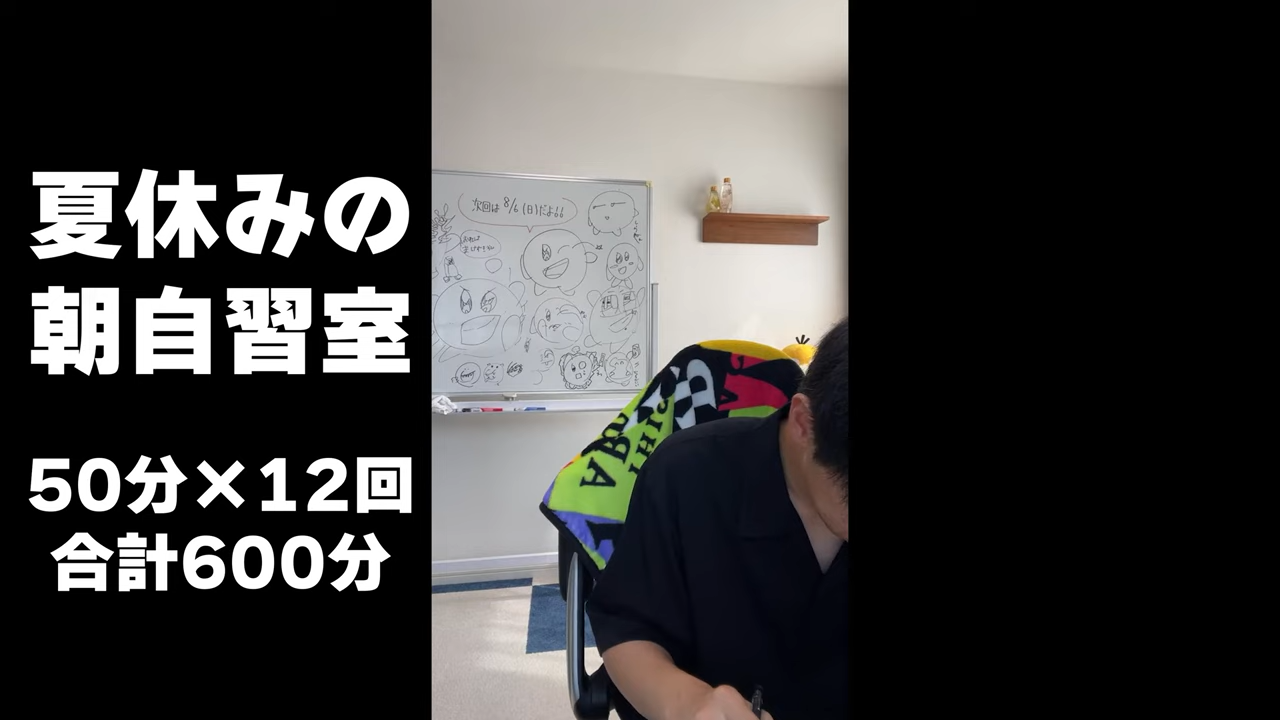 夏休みの
朝自習室
50分×12回
合計600分
次回は 8/6 (日)だよ!!